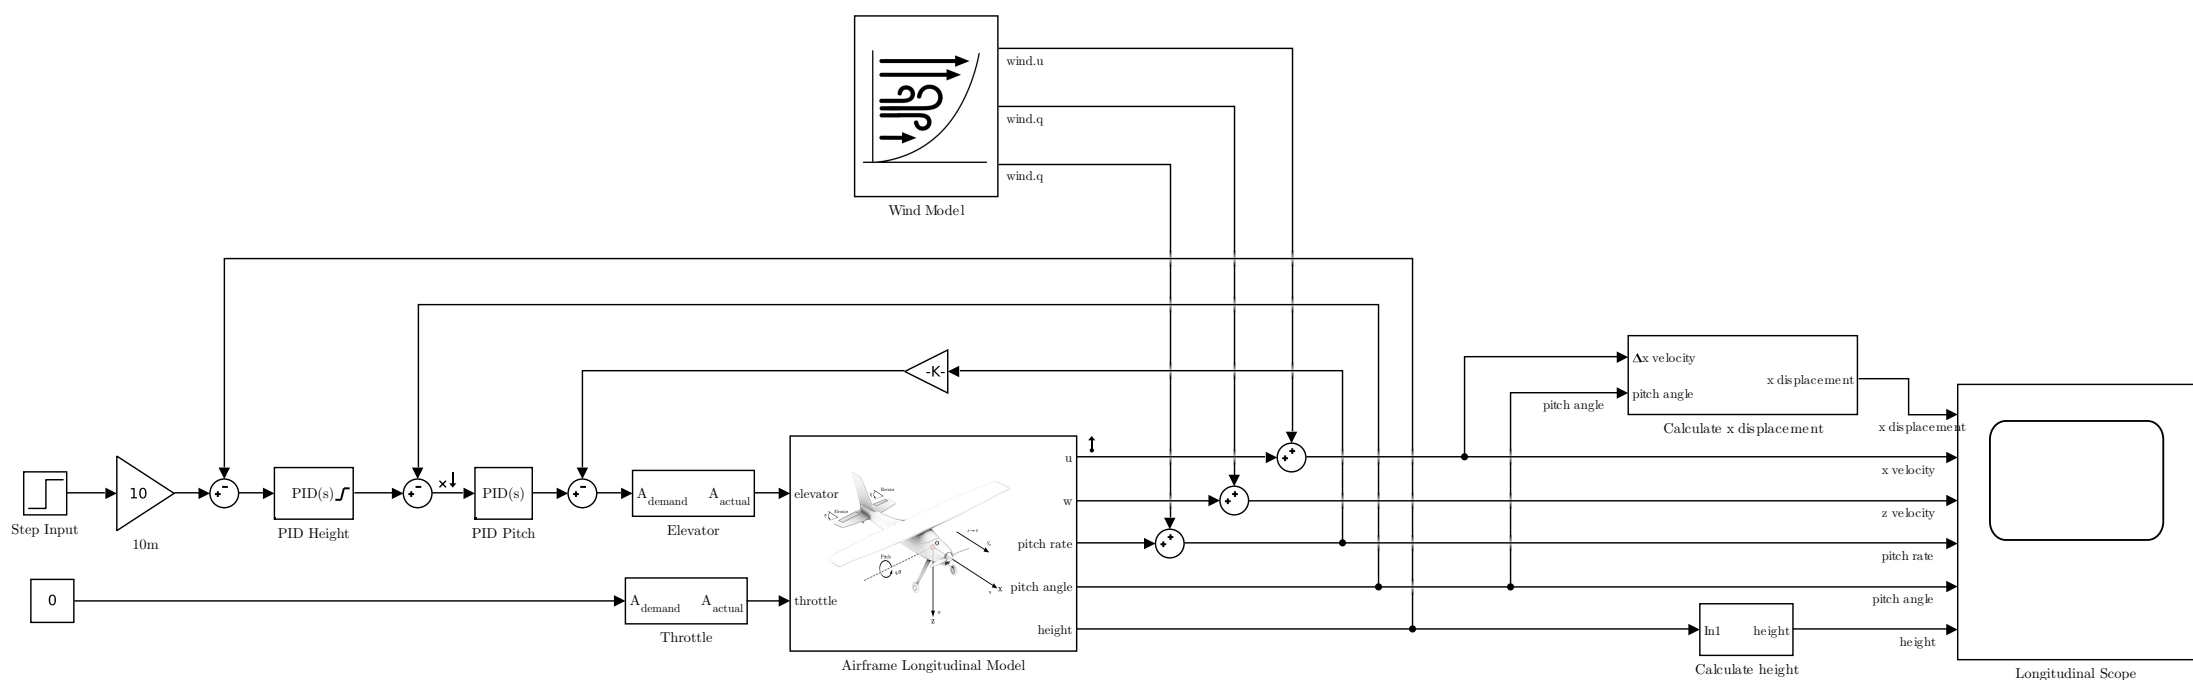 wind.u
wind.q
wind.q
Wind Model
-K-
Δx velocity
x displacement
pitch angle
pitch angle
Calculate x displacement
x displacement
x velocity
z velocity
pitch rate
pitch angle
height
Longitudinal Scope
Step Input
10
10m
PID(s)
PID Height
PID(s)
PID Pitch
A demand A actual
Elevator
0
A demand A actual
Throttle
elevator
throttle
u
w
pitch rate
pitch angle
height
Pitch
x
z
Airframe Longitudinal Model
In1 height
Calculate height